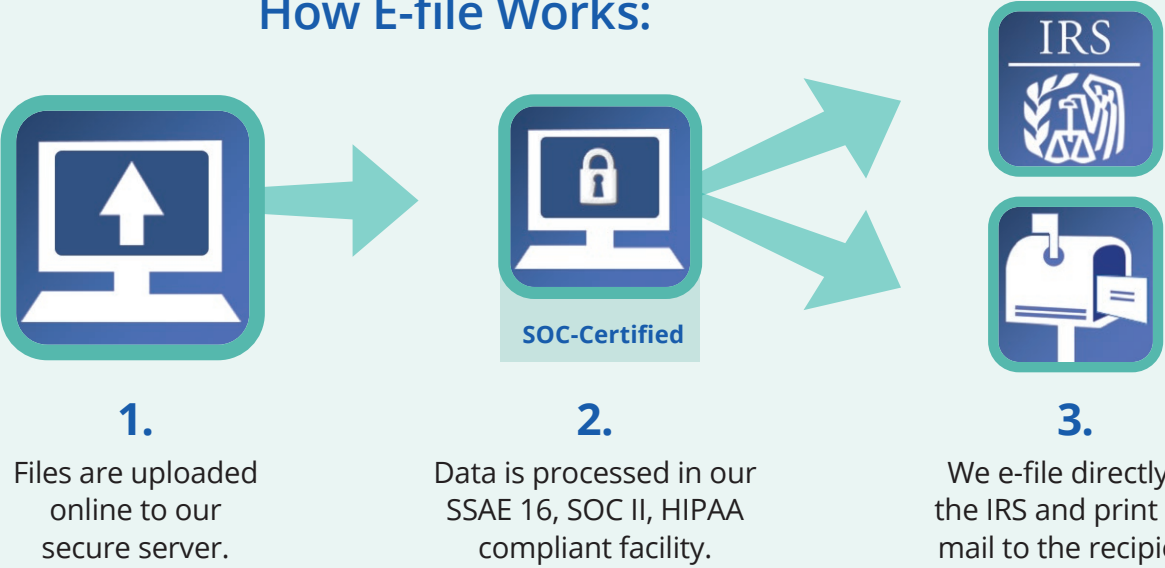 How E-file Works:
IRS
SOC-Certified
1.
Files are uploaded
online to our
secure server.
2.
Data is processed in our
SSAE 16, SOC II, HIPAA
compliant facility.
3.
We e-file directly
the IRS and print
mail to the